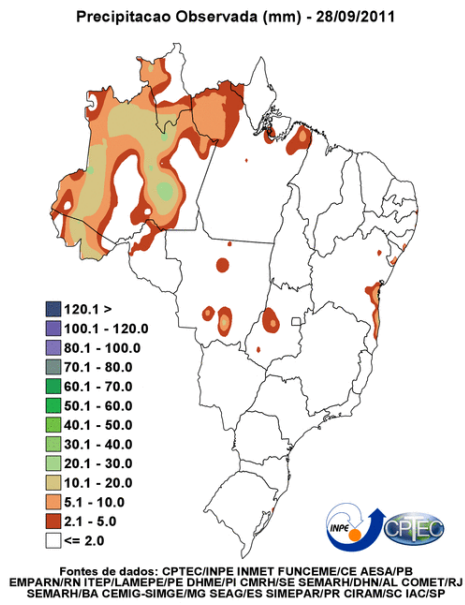 Precipitacao Observada (mm) - 28/09/2011
120.1 >
100.1 - 120.0
80.1 - 100.0
70.1 - 80.0
60.1 - 70.0
50.1 - 60.0
40.1 - 50.0
30.1 - 40.0
20.1 - 30.0
10.1 - 20.0
5.1 - 10.0
2.1 - 5.0
<= 2.0
INPE
CPTEC
Fontes de dados: CPTEC/INPE INMET FUNCEME/CE AESA/PB
EMPARN/RN ITEP/LAMEPE/PE DHME/PI CMRH/SE SEMARH/DHN/AL COMET/RJ
SEMARH/BA CEMIG-SIMGE/MG SEAG/ES SIMEPAR/PR CIRAM/SC IAC/SP